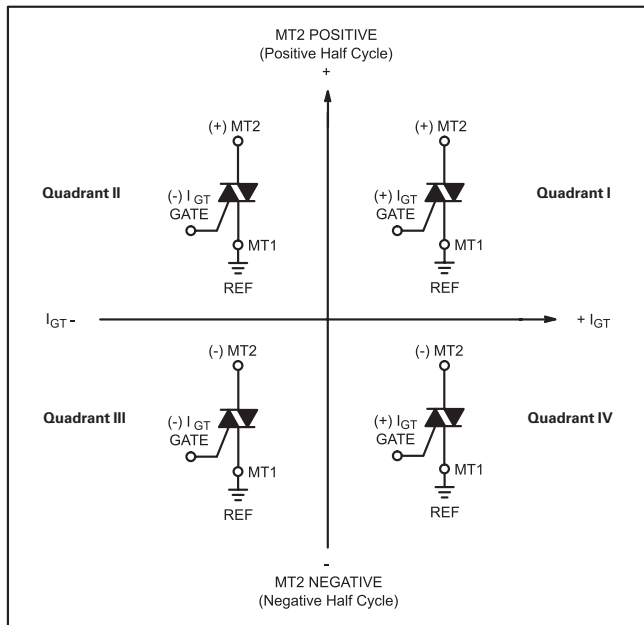 MT2 POSITIVE
(Positive Half Cycle)
+
(+) MT2
(+) MT2
Quadrant II
(-) I GT
GATE
(+) I GT
GATE
Quadrant I
MT1
MT1
REF
REF
I GT -
+ I GT
(-) MT2
(-) MT2
Quadrant III
(-) I GT
GATE
(+) I GT
GATE
Quadrant IV
MT1
MT1
REF
REF
-
MT2 NEGATIVE
(Negative Half Cycle)